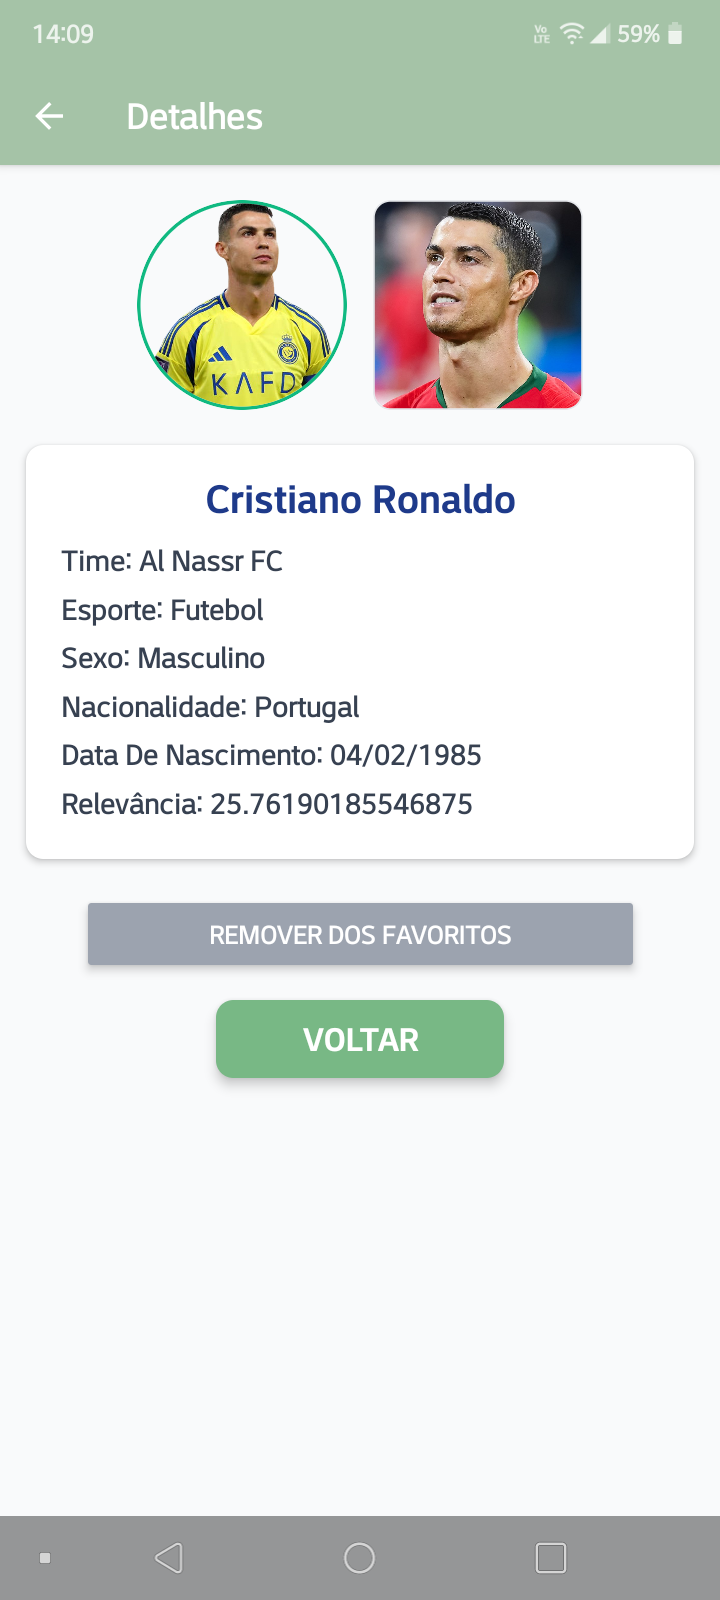 14:09
Vo LTE 59%
Detalhes
KAFD
Cristiano Ronaldo
Time: Al Nassr FC
Esporte: Futebol
Sexo: Masculino
Nacionalidade: Portugal
Data De Nascimento: 04/02/1985
Relevância: 25.76190185546875
REMOVER DOS FAVORITOS
VOLTAR